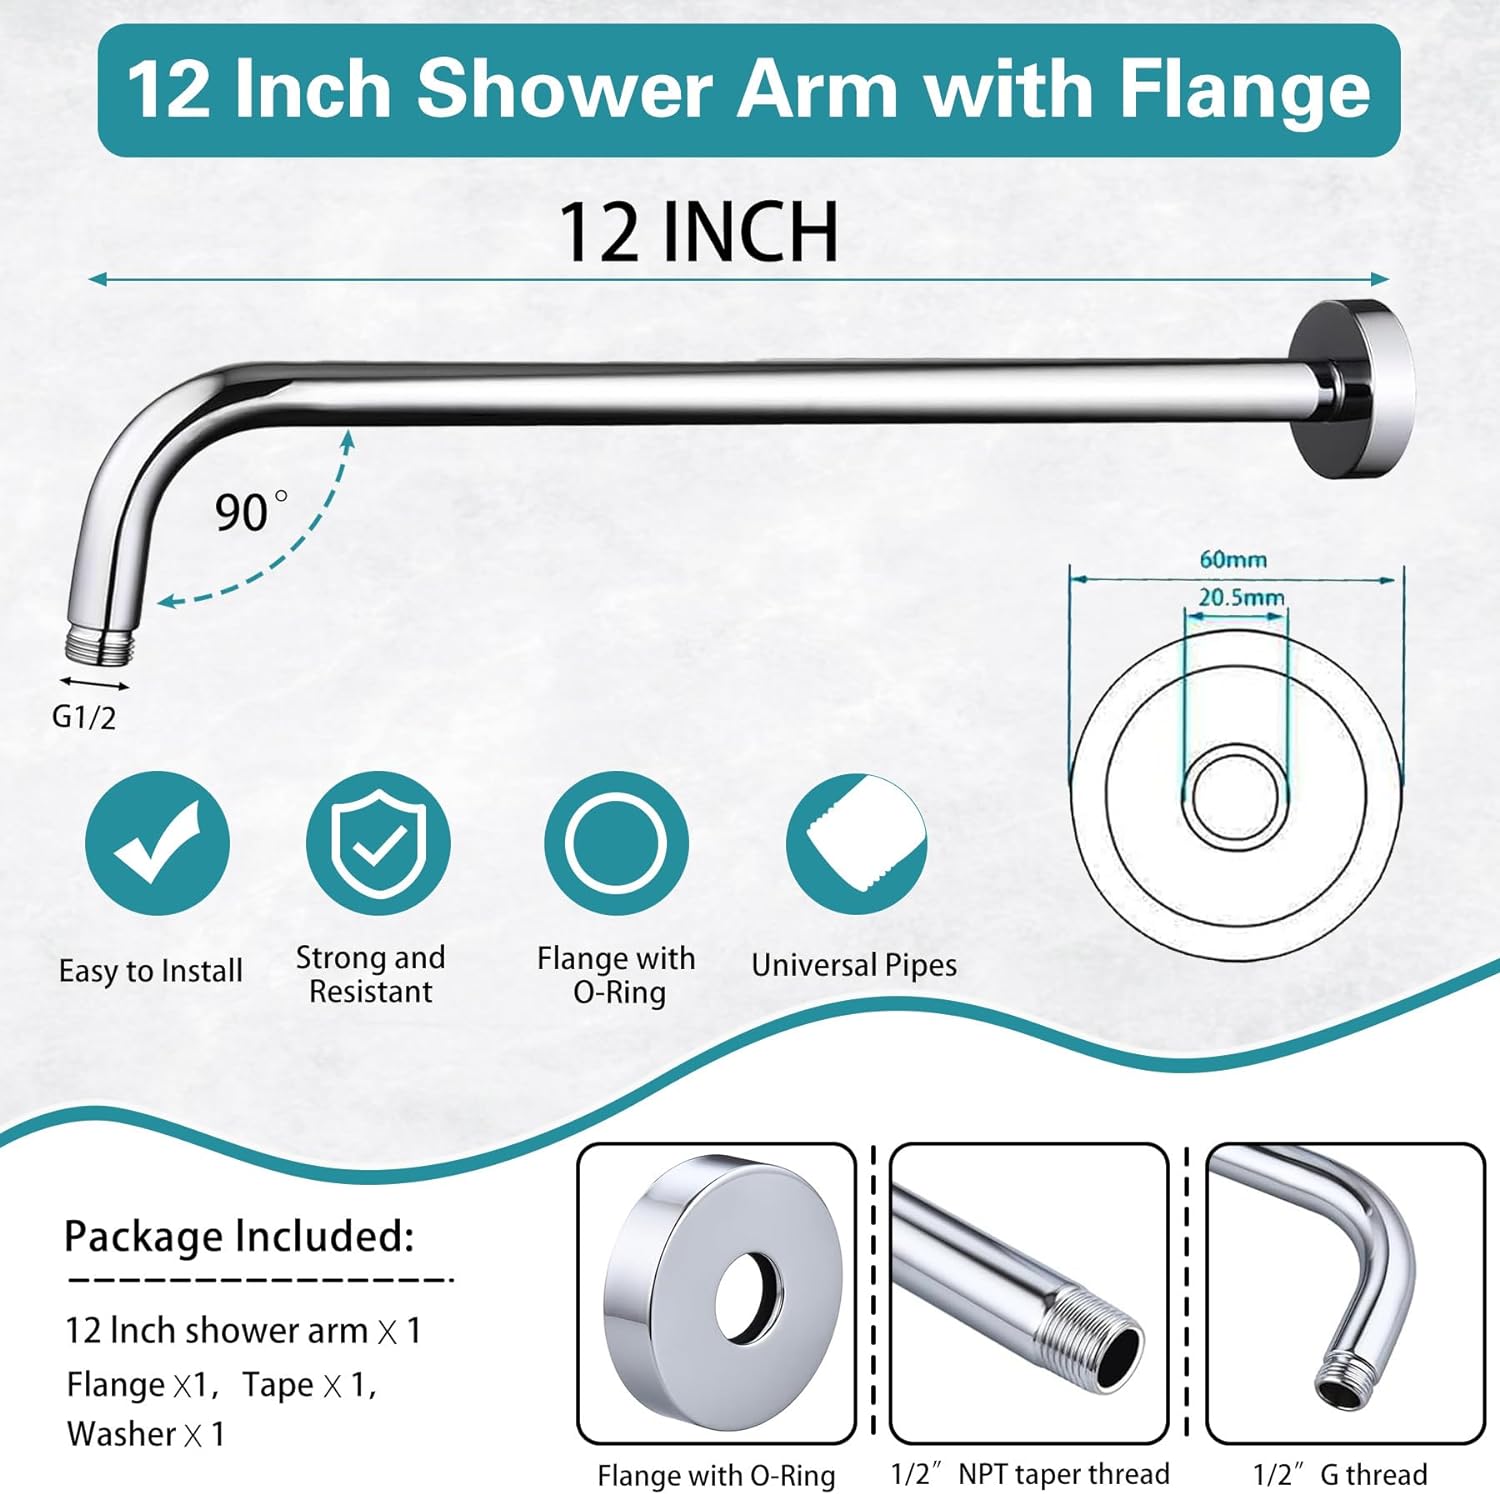 12 Inch Shower Arm with Flange
12 INCH
90°
G1/2
60mm
20.5mm
Easy to Install
Strong and
Resistant
Flange with
O-Ring
Universal Pipes
Package Included:
12 Inch shower arm X 1
Flange X1, Tape X 1,
Washer X 1
Flange with O-Ring
1/2" NPT taper thread
1/2" G thread